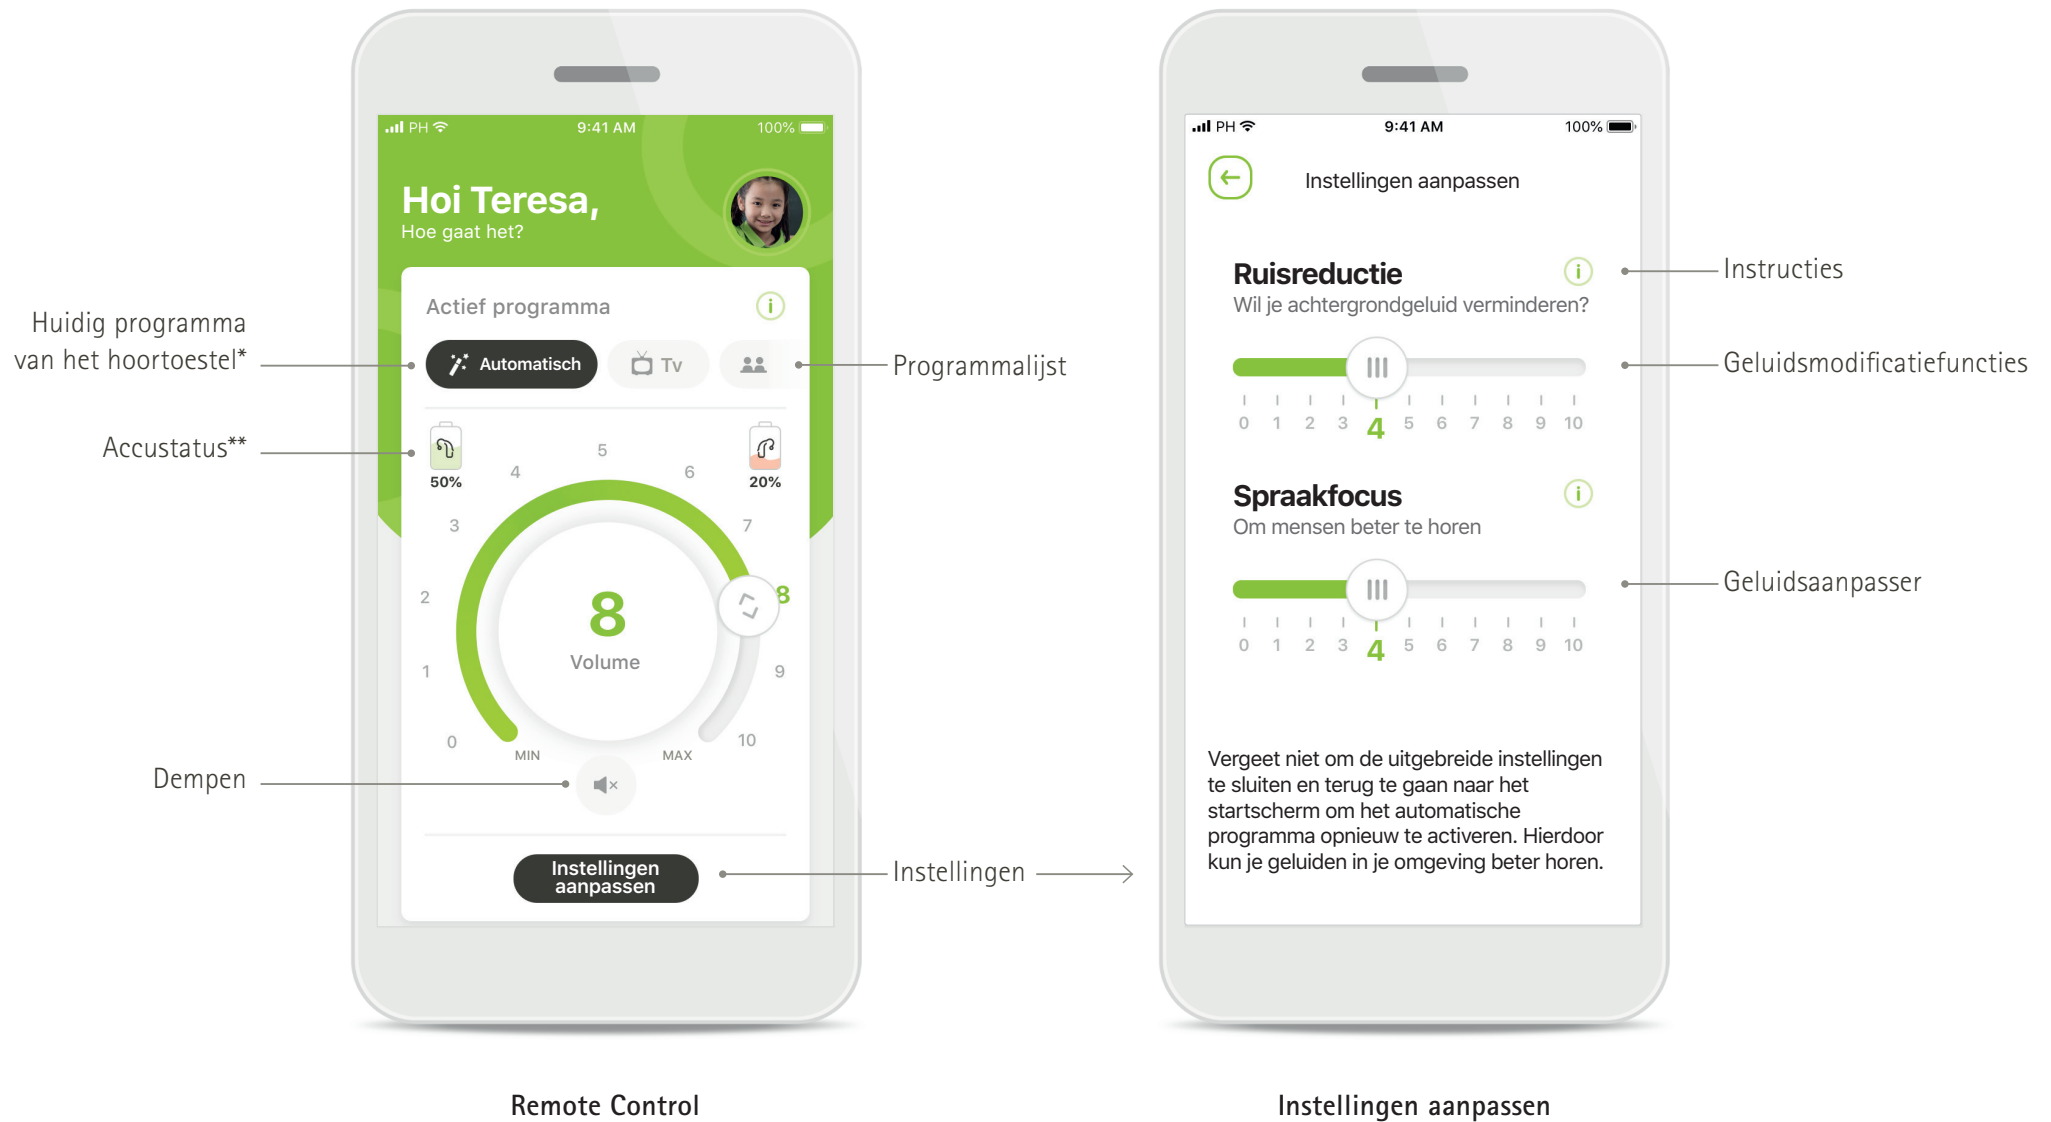 PH
9:41 AM
100%
Hoi Teresa,
Hoe gaat het?
Actief programma
Automatisch
Tv
50%
20%
0
1
2
3
4
5
6
7
8
9
10
8
Volume
MIN
MAX
Instellingen
aanpassen
Huidig programma
van het hoortoestel*
Accustatus**
Dempen
Programmalijst
Instellingen
Remote Control
PH
9:41 AM
100%
Instellingen aanpassen
Ruisreductie
Wil je achtergrondgeluid verminderen?
0 1 2 3 4 5 6 7 8 9 10
Spraakfocus
Om mensen beter te horen
0 1 2 3 4 5 6 7 8 9 10
Vergeet niet om de uitgebreide instellingen
te sluiten en terug te gaan naar het
startscherm om het automatische
programma opnieuw te activeren. Hierdoor
kun je geluiden in je omgeving beter horen.
Instructies
Geluidsmodificatiefuncties
Geluidsaanpasser
Instellingen aanpassen